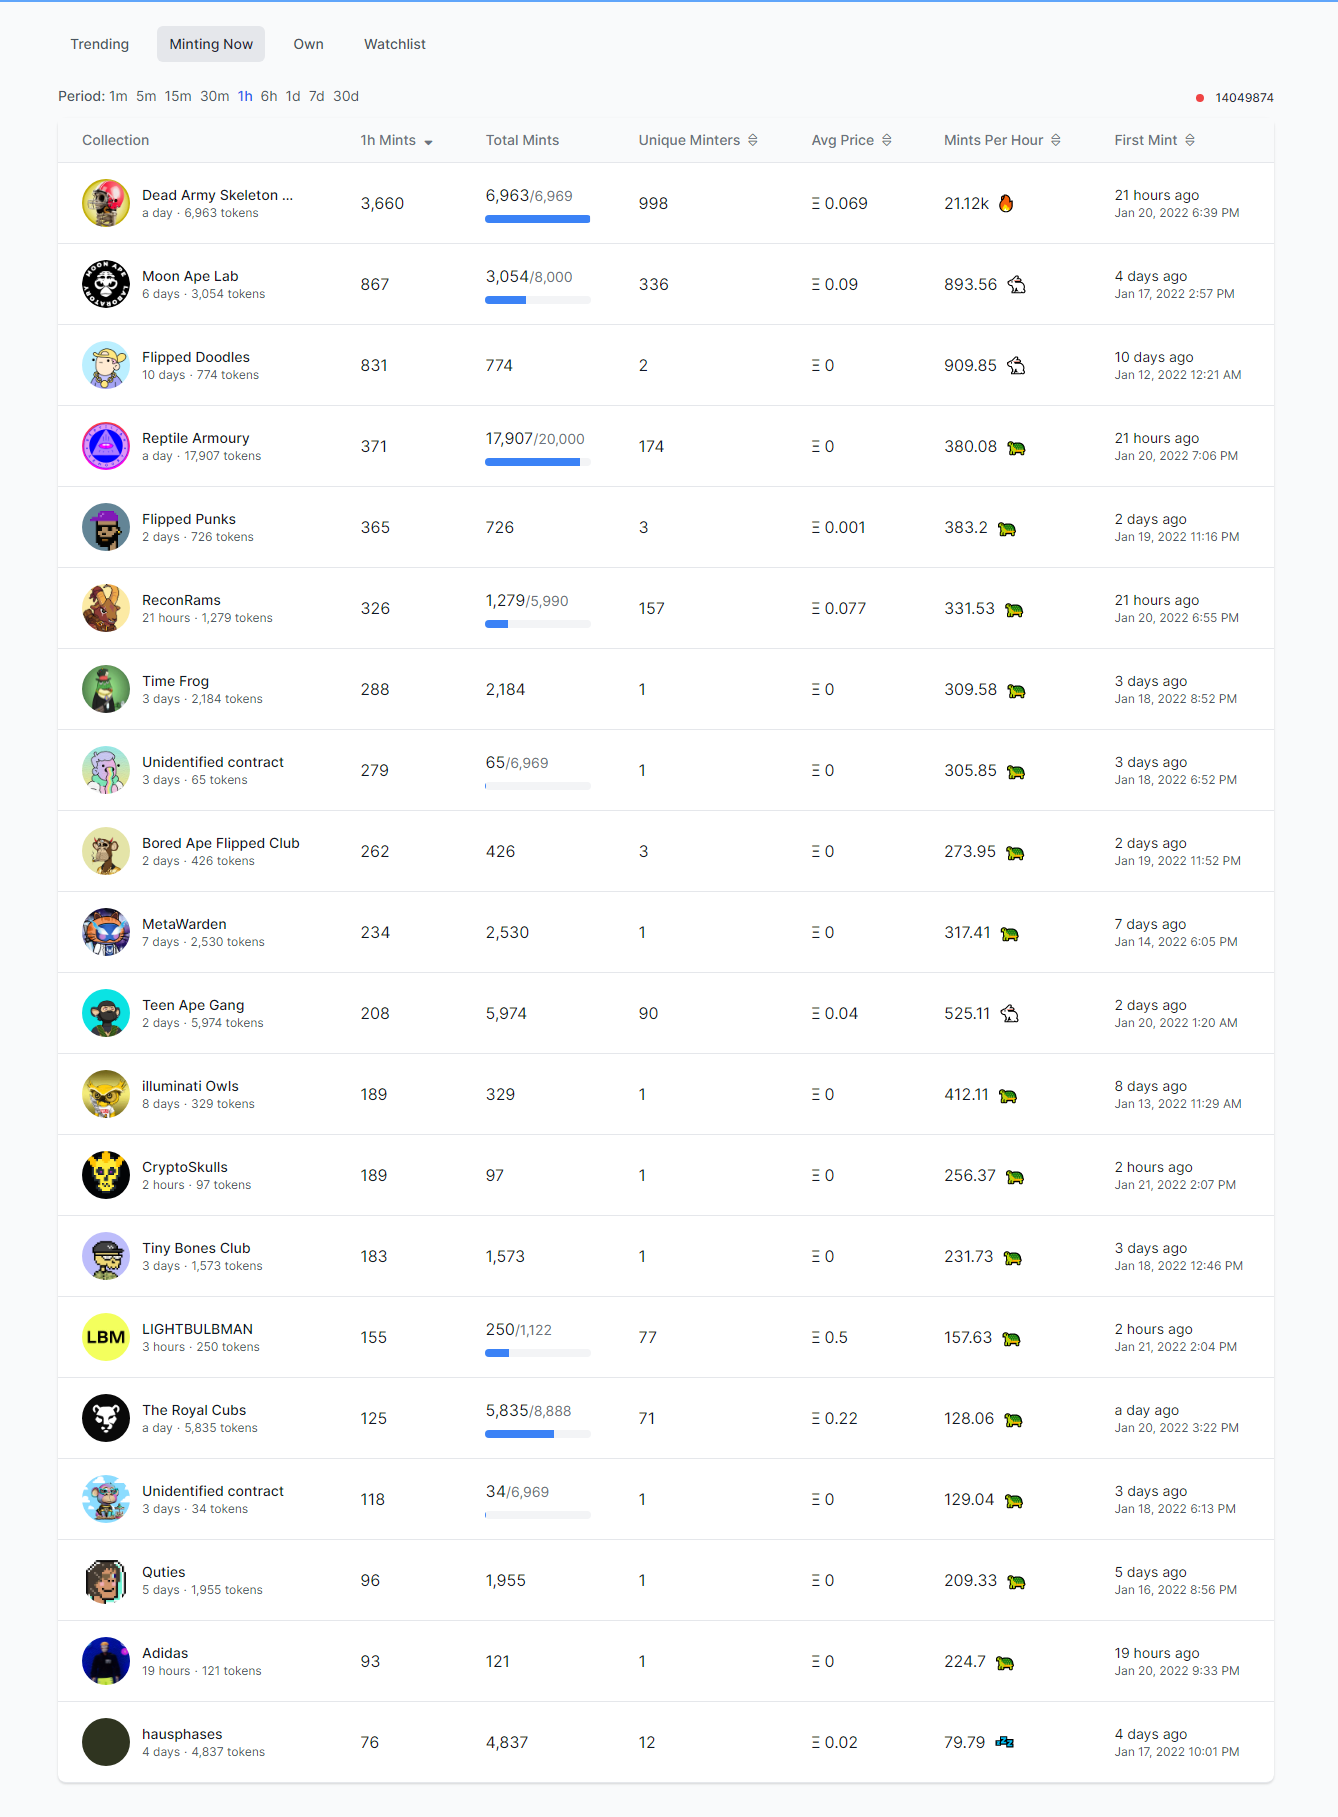 Trending Minting Now Own Watchlist
Period: 1m 5m 15m 30m 1h 6h 1d 7d 30d 14049874
Collection 1h Mints Total Mints Unique Minters Avg Price Mints Per Hour First Mint
Dead Army Skeleton ... 3,660 6,963/6,969 998 Ξ 0.069 21.12k 21 hours ago
a day · 6,963 tokens Jan 20, 2022 6:39 PM
MOON APE LABORATORY
Moon Ape Lab 867 3,054/8,000 336 Ξ 0.09 893.56 4 days ago
6 days · 3,054 tokens Jan 17, 2022 2:57 PM
Flipped Doodles 831 774 2 Ξ 0 909.85 10 days ago
10 days · 774 tokens Jan 12, 2022 12:21 AM
Reptile Armoury 371 17,907/20,000 174 Ξ 0 380.08 21 hours ago
a day · 17,907 tokens Jan 20, 2022 7:06 PM
Flipped Punks 365 726 3 Ξ 0.001 383.2 2 days ago
2 days · 726 tokens Jan 19, 2022 11:16 PM
ReconRams 326 1,279/5,990 157 Ξ 0.077 331.53 21 hours ago
21 hours · 1,279 tokens Jan 20, 2022 6:55 PM
Time Frog 288 2,184 1 Ξ 0 309.58 3 days ago
3 days · 2,184 tokens Jan 18, 2022 8:52 PM
Unidentified contract 279 65/6,969 1 Ξ 0 305.85 3 days ago
3 days · 65 tokens Jan 18, 2022 6:52 PM
Bored Ape Flipped Club 262 426 3 Ξ 0 273.95 2 days ago
2 days · 426 tokens Jan 19, 2022 11:52 PM
MetaWarden 234 2,530 1 Ξ 0 317.41 7 days ago
7 days · 2,530 tokens Jan 14, 2022 6:05 PM
Teen Ape Gang 208 5,974 90 Ξ 0.04 525.11 2 days ago
2 days · 5,974 tokens Jan 20, 2022 1:20 AM
illuminati Owls 189 329 1 Ξ 0 412.11 8 days ago
8 days · 329 tokens Jan 13, 2022 11:29 AM
CryptoSkulls 189 97 1 Ξ 0 256.37 2 hours ago
2 hours · 97 tokens Jan 21, 2022 2:07 PM
Tiny Bones Club 183 1,573 1 Ξ 0 231.73 3 days ago
3 days · 1,573 tokens Jan 18, 2022 12:46 PM
LBM LIGHTBULBMAN 155 250/1,122 77 Ξ 0.5 157.63 2 hours ago
3 hours · 250 tokens Jan 21, 2022 2:04 PM
The Royal Cubs 125 5,835/8,888 71 Ξ 0.22 128.06 a day ago
a day · 5,835 tokens Jan 20, 2022 3:22 PM
Unidentified contract 118 34/6,969 1 Ξ 0 129.04 3 days ago
3 days · 34 tokens Jan 18, 2022 6:13 PM
Quties 96 1,955 1 Ξ 0 209.33 5 days ago
5 days · 1,955 tokens Jan 16, 2022 8:56 PM
Adidas 93 121 1 Ξ 0 224.7 19 hours ago
19 hours · 121 tokens Jan 20, 2022 9:33 PM
hausphases 76 4,837 12 Ξ 0.02 79.79 4 days ago
4 days · 4,837 tokens Jan 17, 2022 10:01 PM